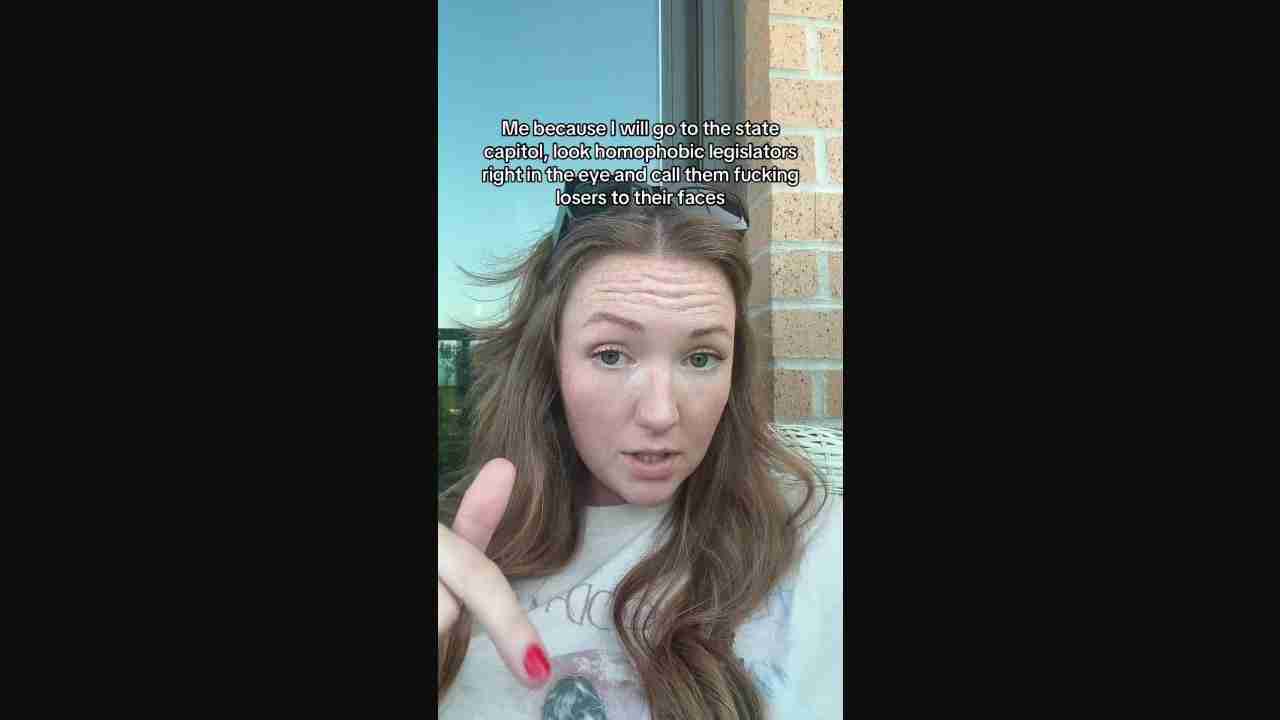 Me because I will go to the state
capitol, look homophobic legislators
right in the eye and call them fucking
losers to their faces